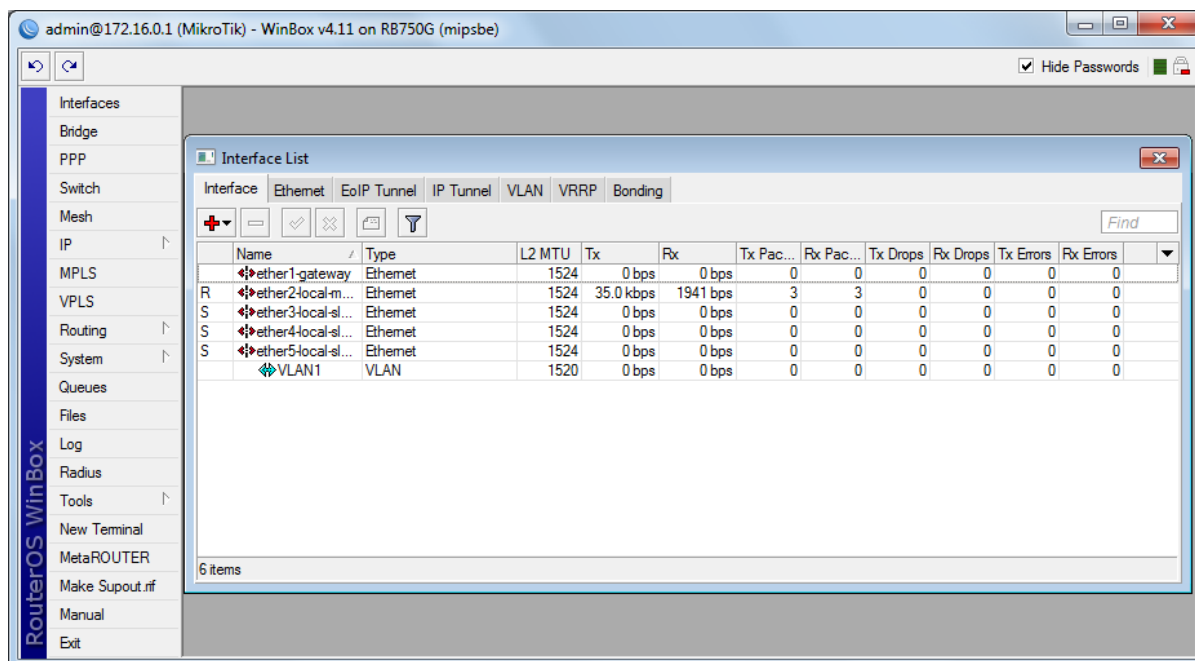 admin@172.16.0.1 (MikroTik) - WinBox v4.11 on RB750G (mipsbe)
Hide Passwords
RouterOS WinBox
Interfaces
Bridge
PPP
Switch
Mesh
IP
MPLS
VPLS
Routing
System
Queues
Files
Log
Radius
Tools
New Terminal
MetaROUTER
Make Supout.rif
Manual
Exit
Interface List
Interface Ethernet EoIP Tunnel IP Tunnel VLAN VRRP Bonding
Find
Name / Type L2 MTU Tx Rx Tx Pac... Rx Pac... Tx Drops Rx Drops Tx Errors Rx Errors
ether1-gateway Ethernet 1524 0 bps 0 bps 0 0 0 0 0 0
R ether2-local-m... Ethernet 1524 35.0 kbps 1941 bps 3 3 0 0 0 0
S ether3-local-sl... Ethernet 1524 0 bps 0 bps 0 0 0 0 0 0
S ether4-local-sl... Ethernet 1524 0 bps 0 bps 0 0 0 0 0 0
S ether5-local-sl... Ethernet 1524 0 bps 0 bps 0 0 0 0 0 0
VLAN1 VLAN 1520 0 bps 0 bps 0 0 0 0 0 0
6 items